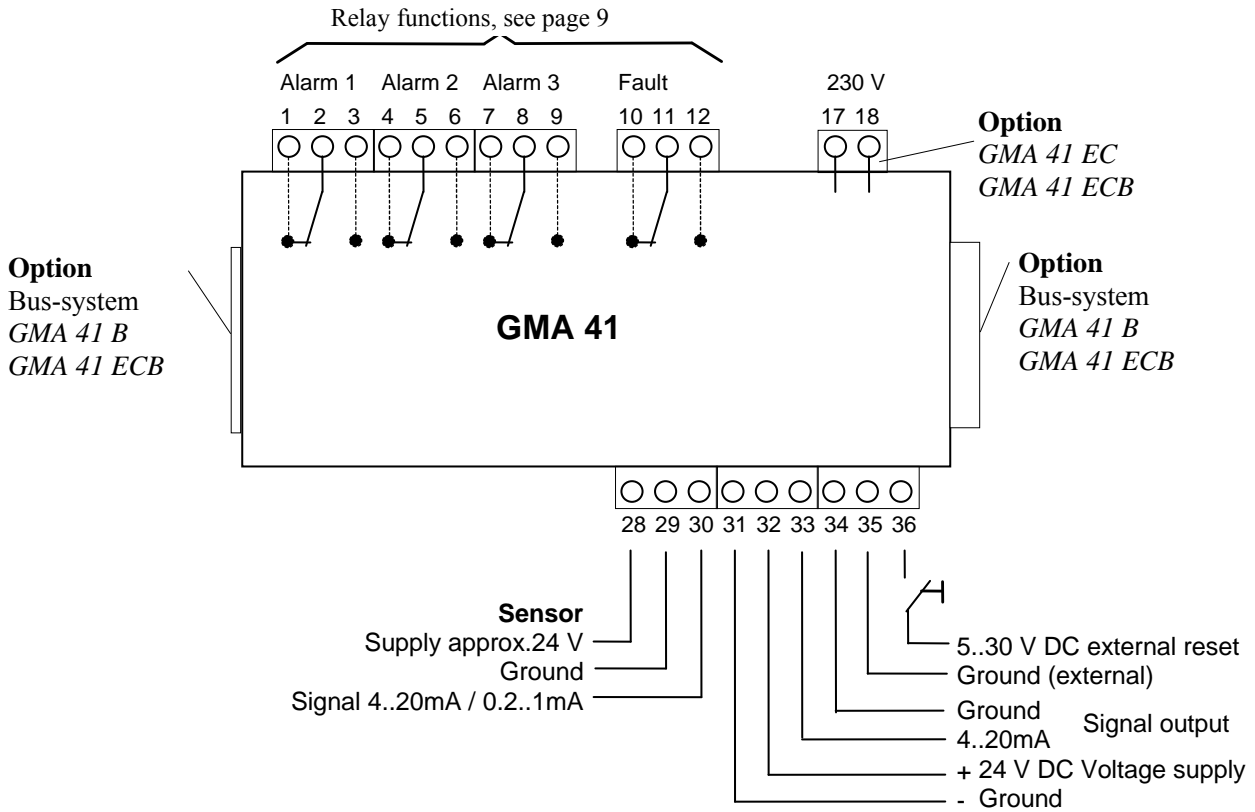 Relay functions, see page 9
Alarm 1 Alarm 2 Alarm 3 Fault 230 V
1 2 3 4 5 6 7 8 9 10 11 12 17 18
Option
GMA 41 EC
GMA 41 ECB
Option
Bus-system
GMA 41 B
GMA 41 ECB
GMA 41
Option
Bus-system
GMA 41 B
GMA 41 ECB
28 29 30 31 32 33 34 35 36
Sensor
Supply approx.24 V
Ground
Signal 4..20mA / 0.2..1mA
5..30 V DC external reset
Ground (external)
Ground
Signal output
4..20mA
+ 24 V DC Voltage supply
- Ground